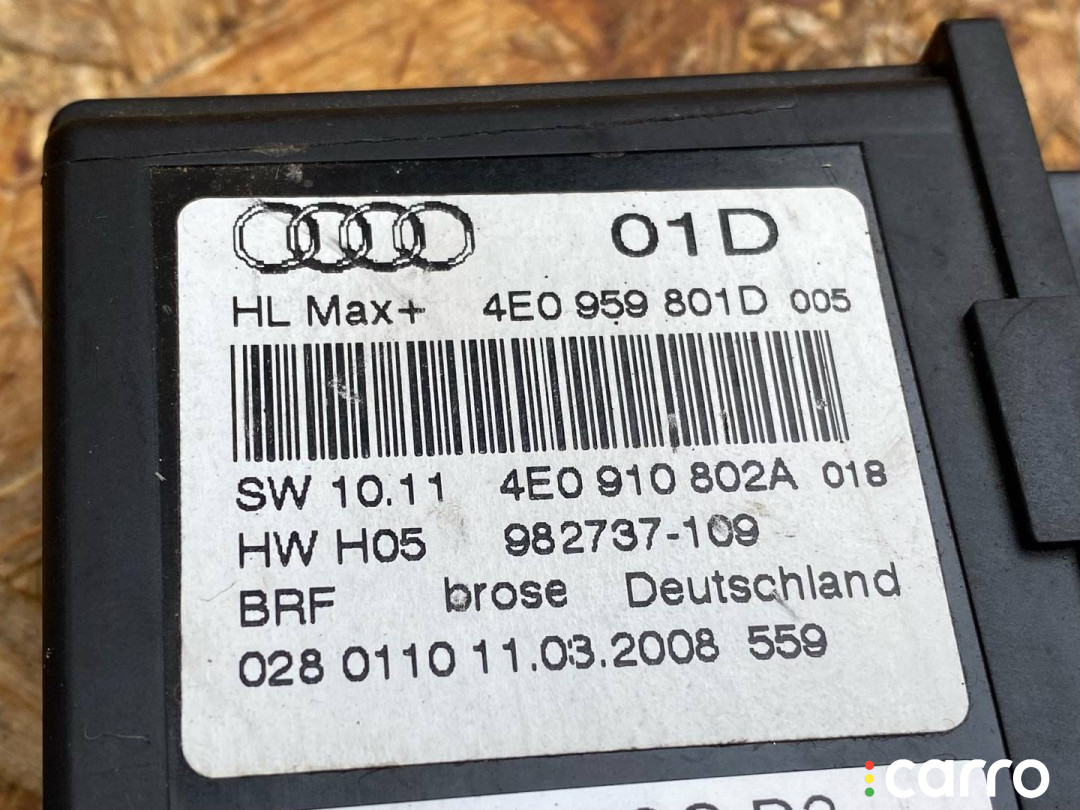 01D
HL Max+ 4E0 959 801D 005
SW 10.11 4E0 910 802A 018
HW H05 982737-109
BRF brose Deutschland
028 0110 11.03.2008 559
carro